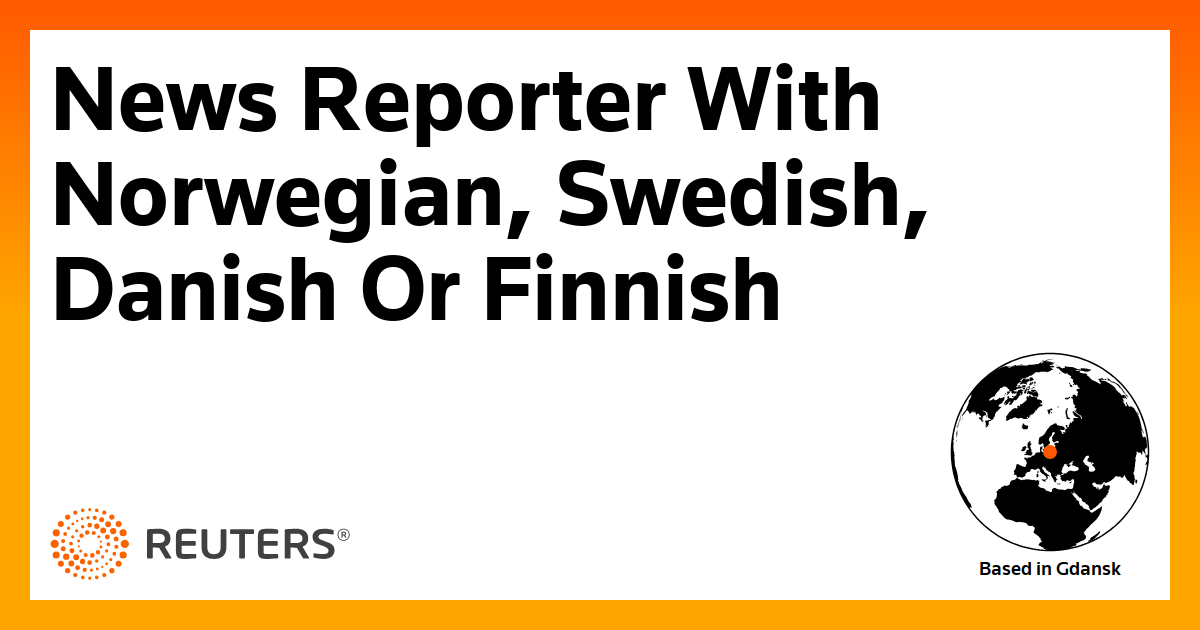 News Reporter With
Norwegian, Swedish,
Danish Or Finnish
REUTERS®
Based in Gdansk